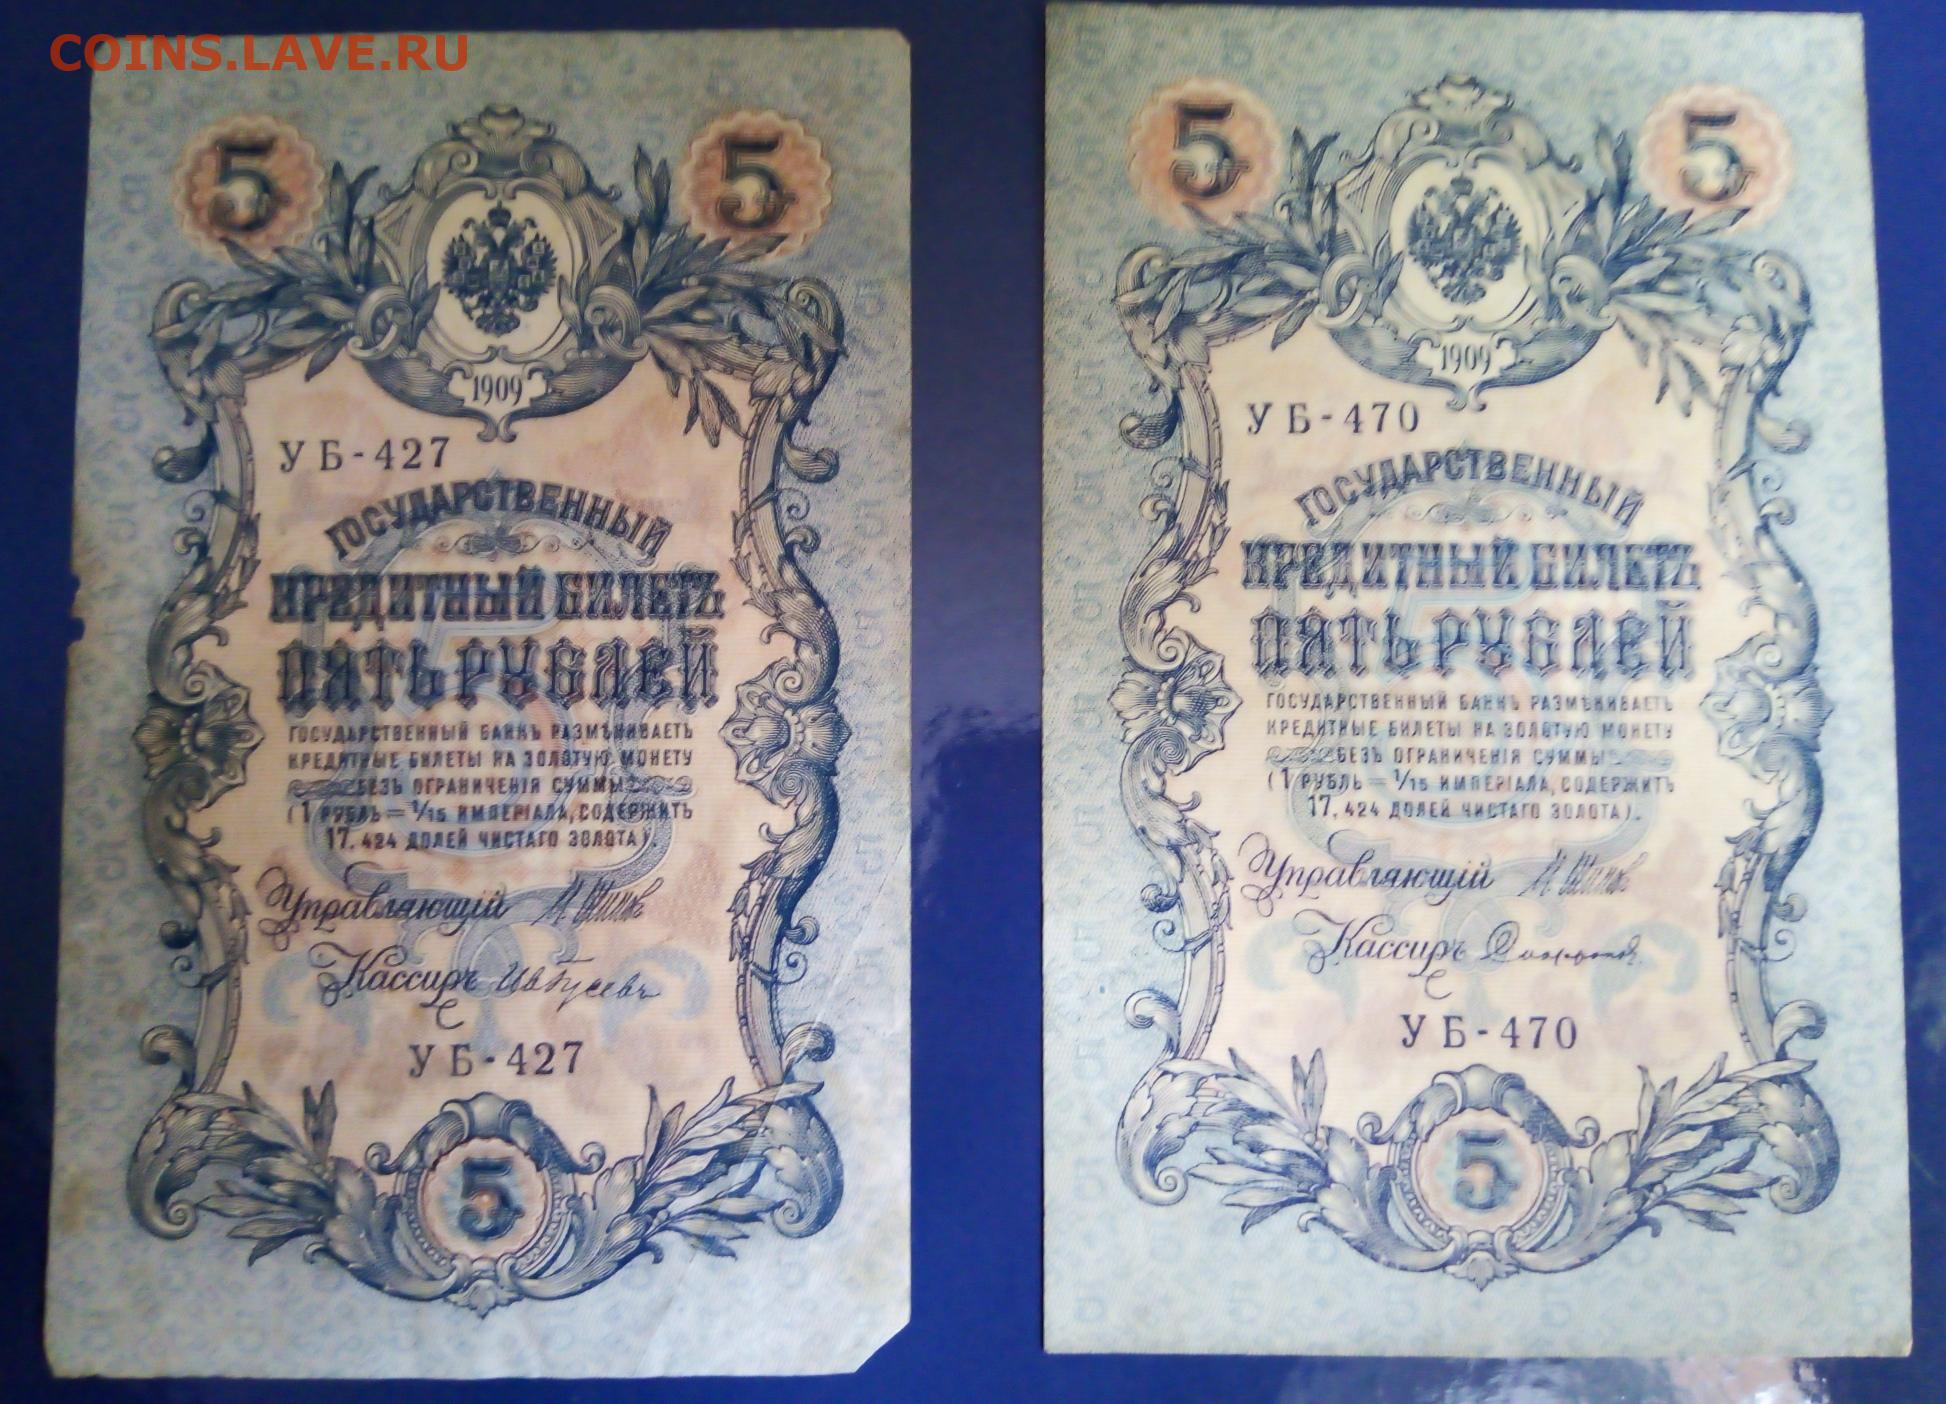 COINS.LAVE.RU
5 5
1909
УБ-427
ГОСУДАРСТВЕННЫЙ
КРЕДИТНЫЙ БИЛЕТЪ
ПЯТЬ РУБЛЕЙ
ГОСУДАРСТВЕННЫЙ БАНКЪ РАЗМѢНИВАЕТЪ
КРЕДИТНЫЕ БИЛЕТЫ НА ЗОЛОТУЮ МОНЕТУ
БЕЗЪ ОГРАНИЧЕНІЯ СУММЫ
(1 РУБЛЬ = 1/15 ИМПЕРІАЛА, СОДЕРЖИТЪ
17,424 ДОЛЕЙ ЧИСТАГО ЗОЛОТА).
Управляющій
Кассиръ
УБ-427
5
5 5
1909
УБ-470
ГОСУДАРСТВЕННЫЙ
КРЕДИТНЫЙ БИЛЕТЪ
ПЯТЬ РУБЛЕЙ
ГОСУДАРСТВЕННЫЙ БАНКЪ РАЗМѢНИВАЕТЪ
КРЕДИТНЫЕ БИЛЕТЫ НА ЗОЛОТУЮ МОНЕТУ
БЕЗЪ ОГРАНИЧЕНІЯ СУММЫ
(1 РУБЛЬ = 1/15 ИМПЕРІАЛА, СОДЕРЖИТЪ
17,424 ДОЛЕЙ ЧИСТАГО ЗОЛОТА).
Управляющій
Кассиръ
УБ-470
5